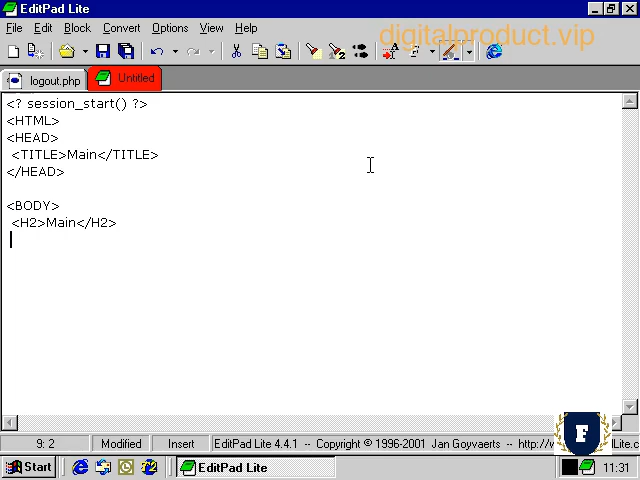 EditPad Lite
digitalproduct.vip
File Edit Block Convert Options View Help
logout.php Untitled
<? session_start() ?>
<HTML>
<HEAD>
<TITLE>Main</TITLE>
</HEAD>
<BODY>
<H2>Main</H2>
F
9: 2 Modified Insert EditPad Lite 4.4.1 -- Copyright © 1996-2001 Jan Goyvaerts -- http://w
Start EditPad Lite 11:31